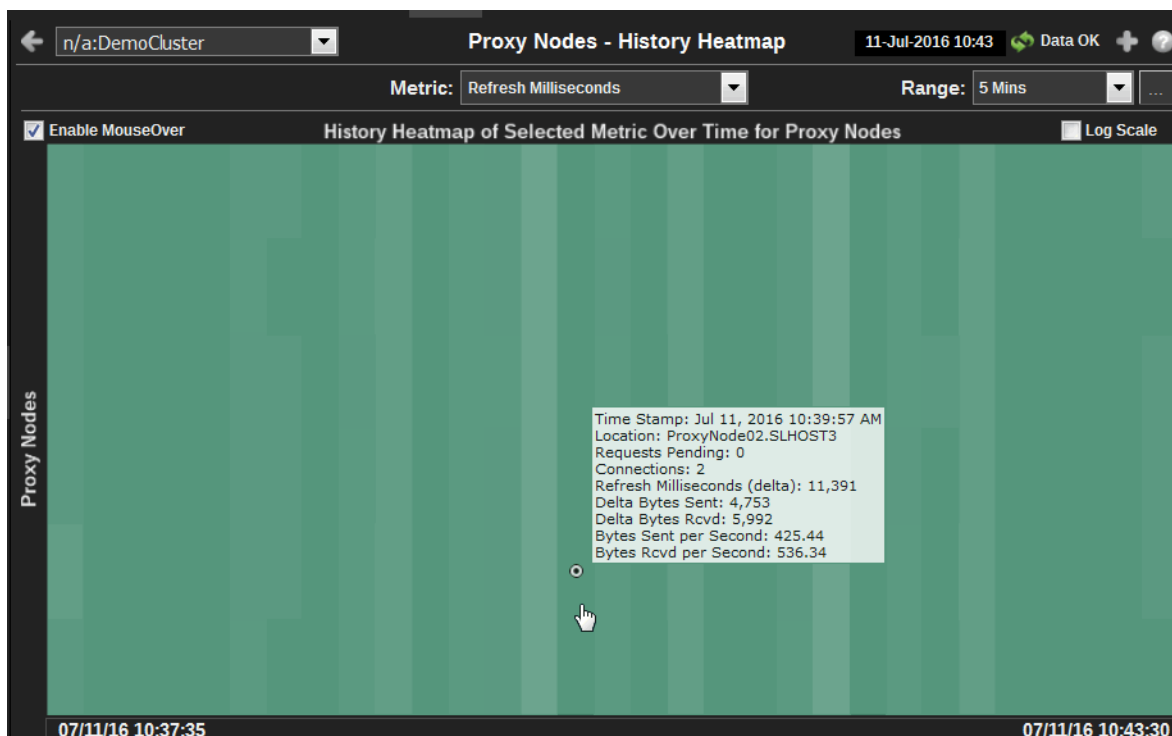 n/a:DemoCluster Proxy Nodes - History Heatmap 11-Jul-2016 10:43 Data OK ?
Metric: Refresh Milliseconds Range: 5 Mins ...
Enable MouseOver History Heatmap of Selected Metric Over Time for Proxy Nodes Log Scale
Proxy Nodes
Time Stamp: Jul 11, 2016 10:39:57 AM
Location: ProxyNode02.SLHOST3
Requests Pending: 0
Connections: 2
Refresh Milliseconds (delta): 11,391
Delta Bytes Sent: 4,753
Delta Bytes Rcvd: 5,992
Bytes Sent per Second: 425.44
Bytes Rcvd per Second: 536.34
07/11/16 10:37:35 07/11/16 10:43:30